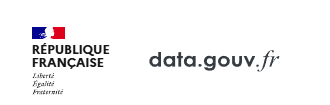 RÉPUBLIQUE
FRANÇAISE
Liberté
Égalité
Fraternité
data.gouv.fr